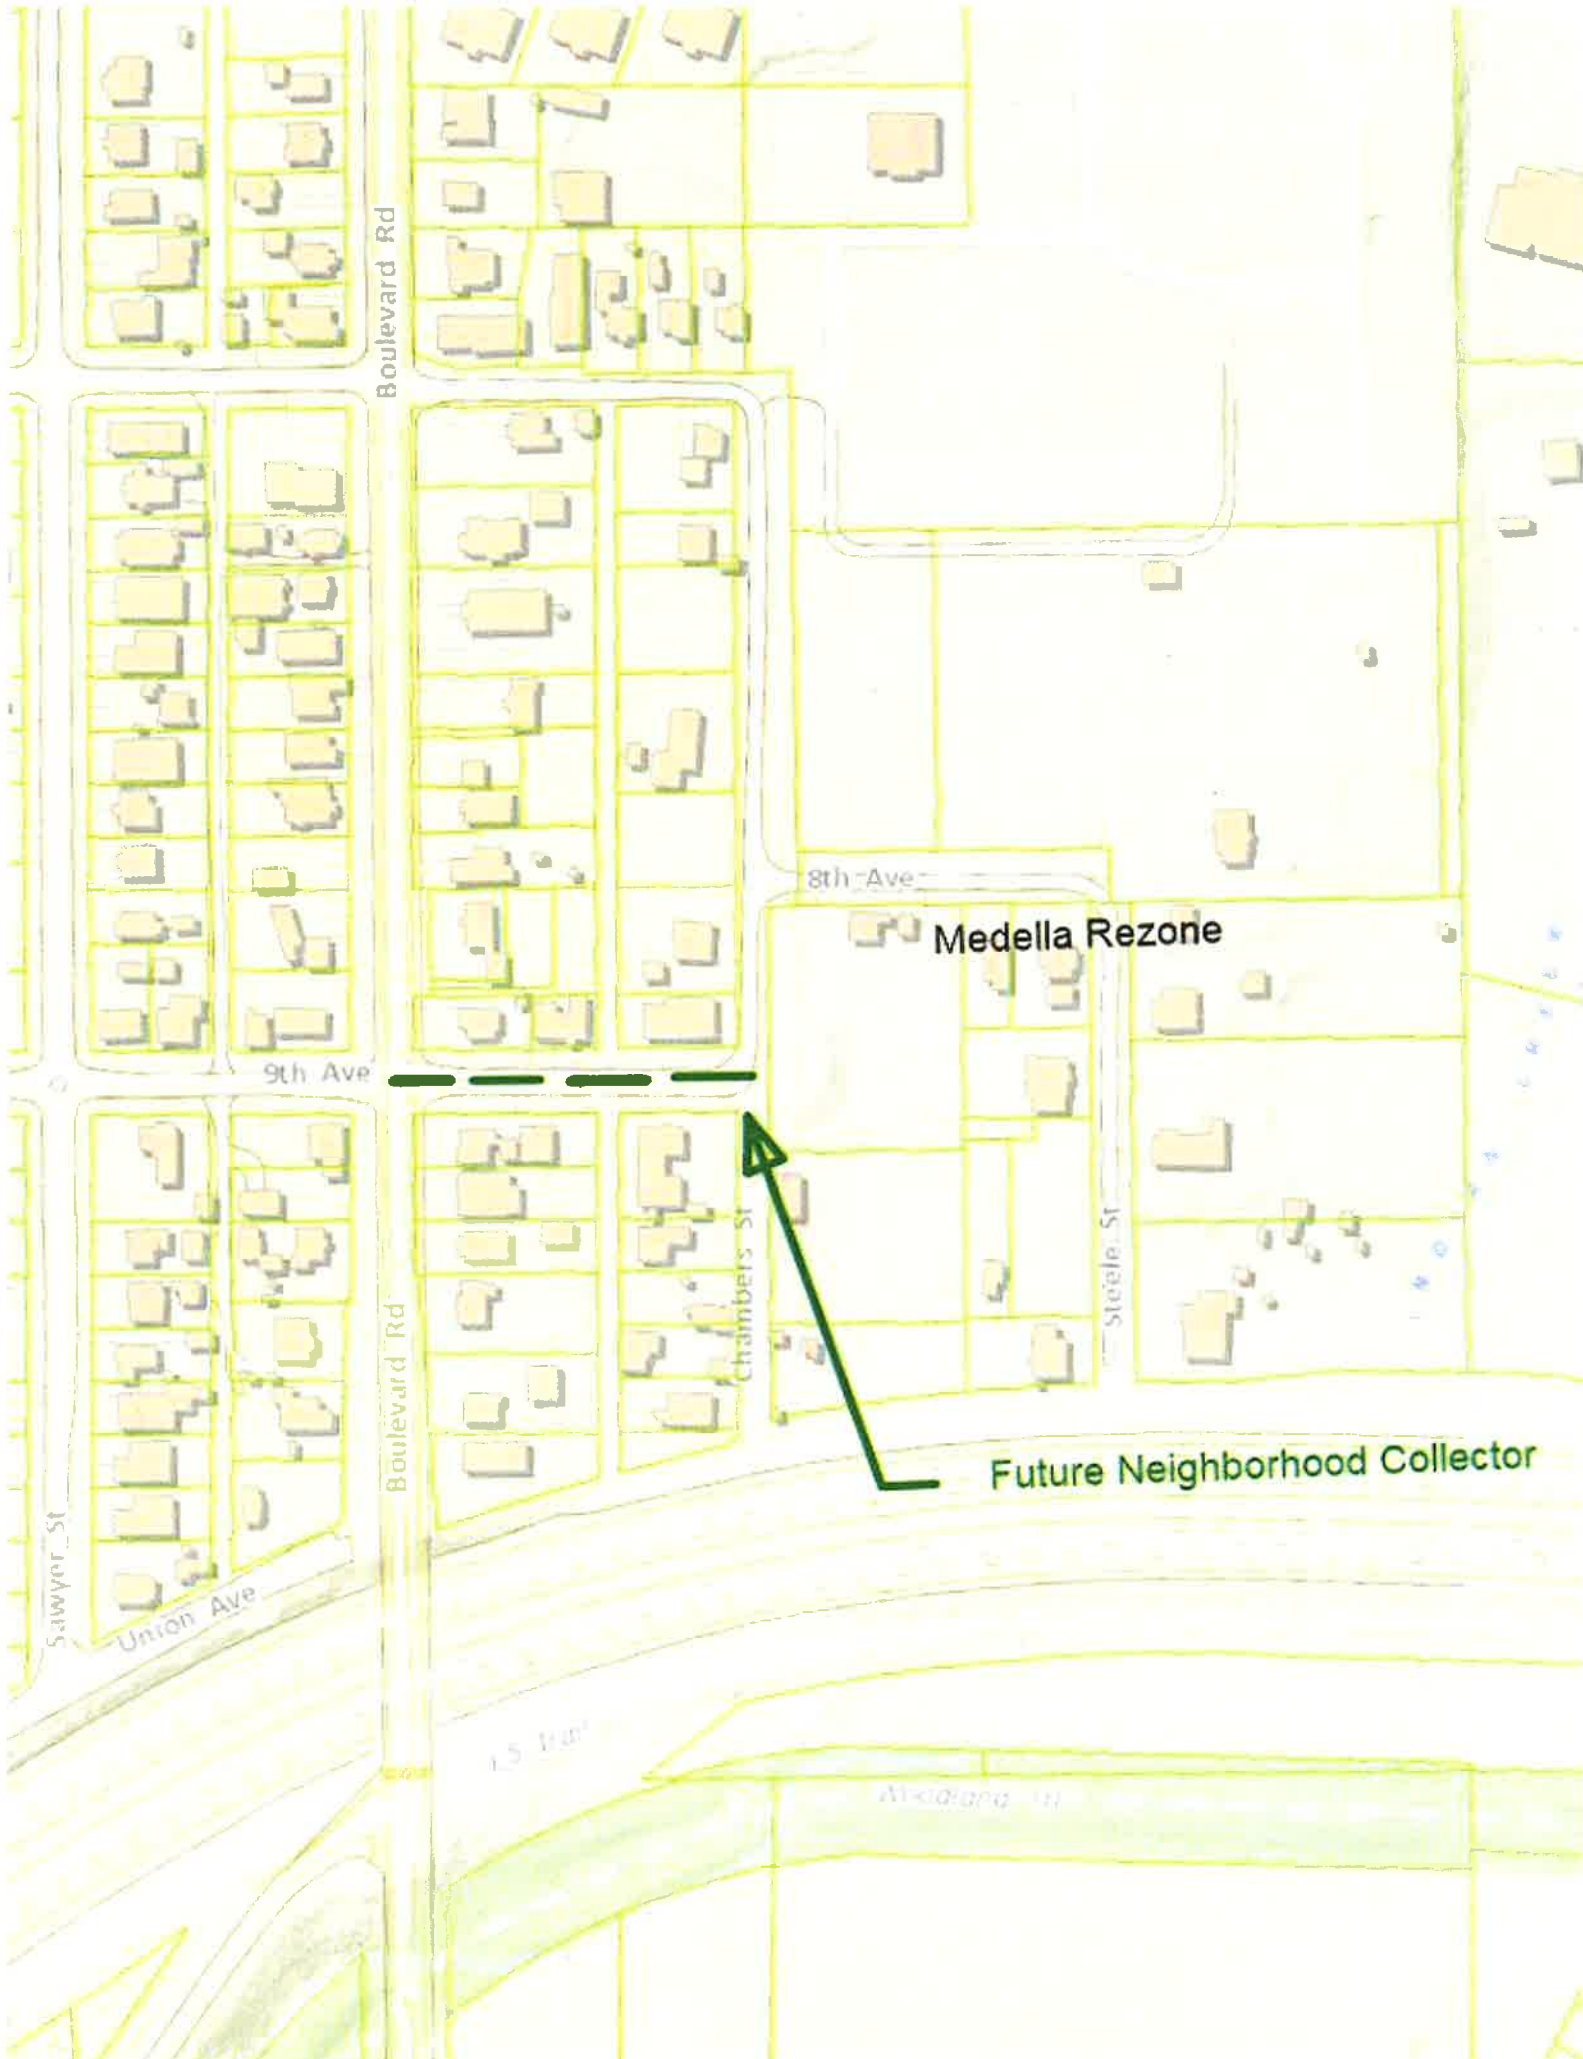 Boulevard Rd
8th Ave
Medella Rezone
9th Ave
Chambers St
Steele St
Boulevard Rd
Future Neighborhood Collector
Sawyer St
Union Ave